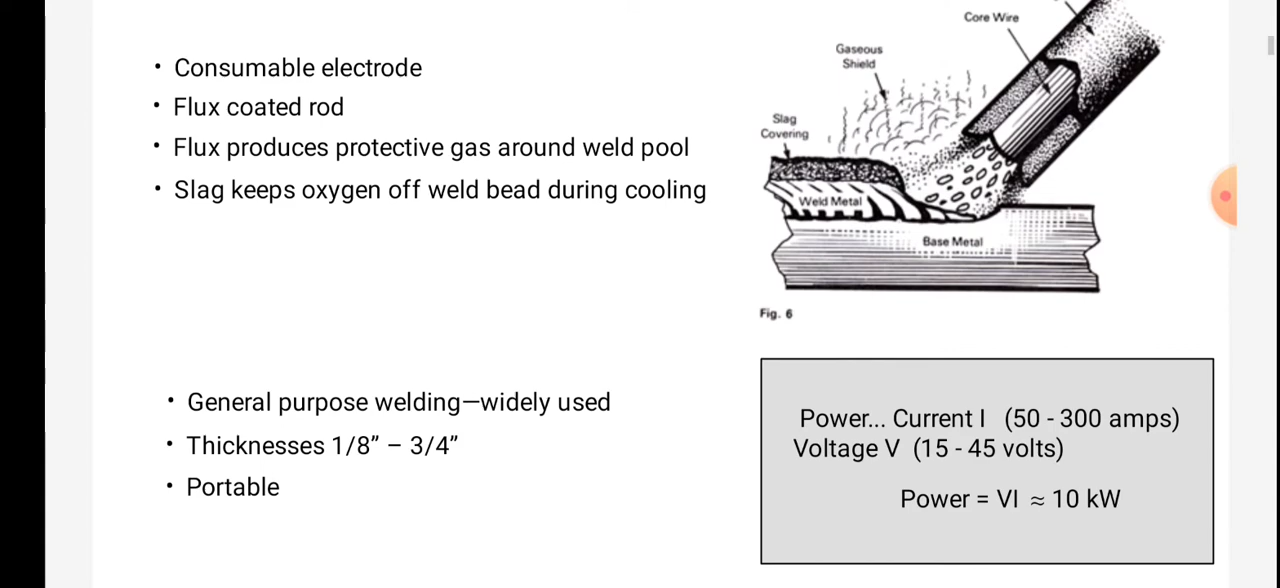 • Consumable electrode
• Flux coated rod
• Flux produces protective gas around weld pool
• Slag keeps oxygen off weld bead during cooling
Core Wire
Gaseous
Shield
Slag
Covering
Weld Metal
Base Metal
Fig. 6
• General purpose welding—widely used
• Thicknesses 1/8” – 3/4”
• Portable
Power... Current I (50 - 300 amps)
Voltage V (15 - 45 volts)
Power = VI ≈ 10 kW